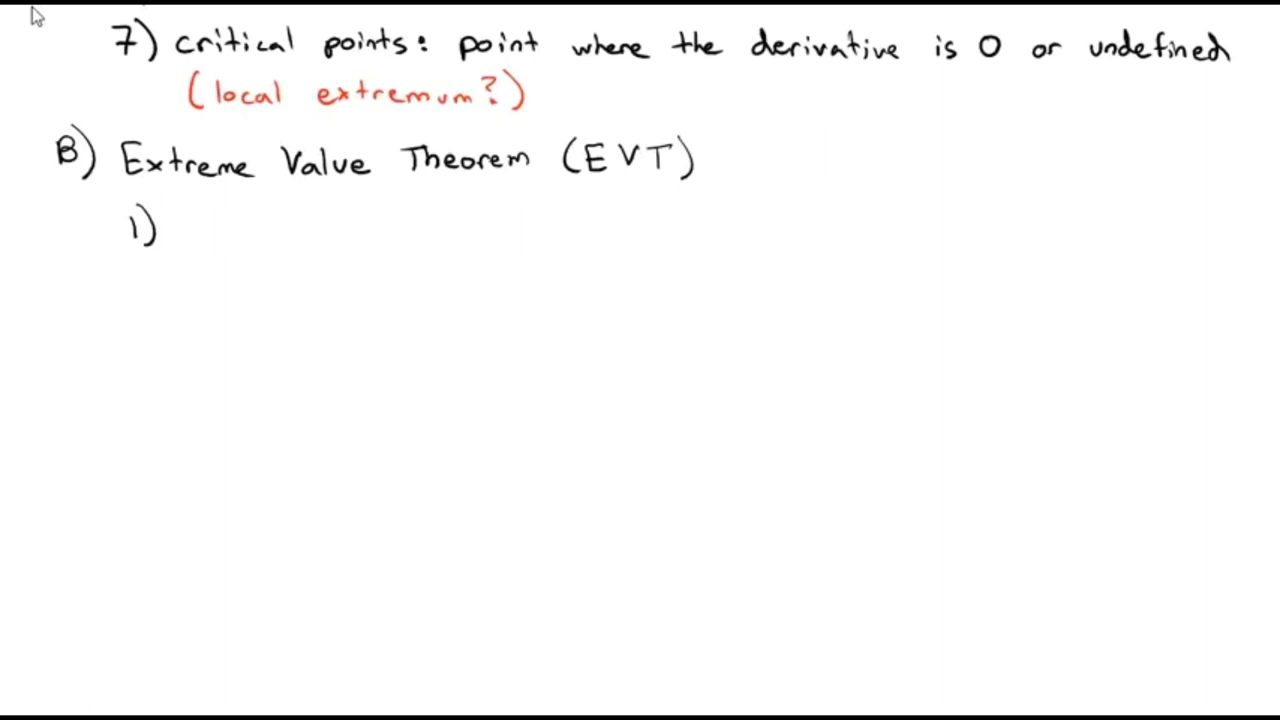 7) critical points: point where the derivative is 0 or undefined
(local extremum?)
B) Extreme Value Theorem (EVT)
1)